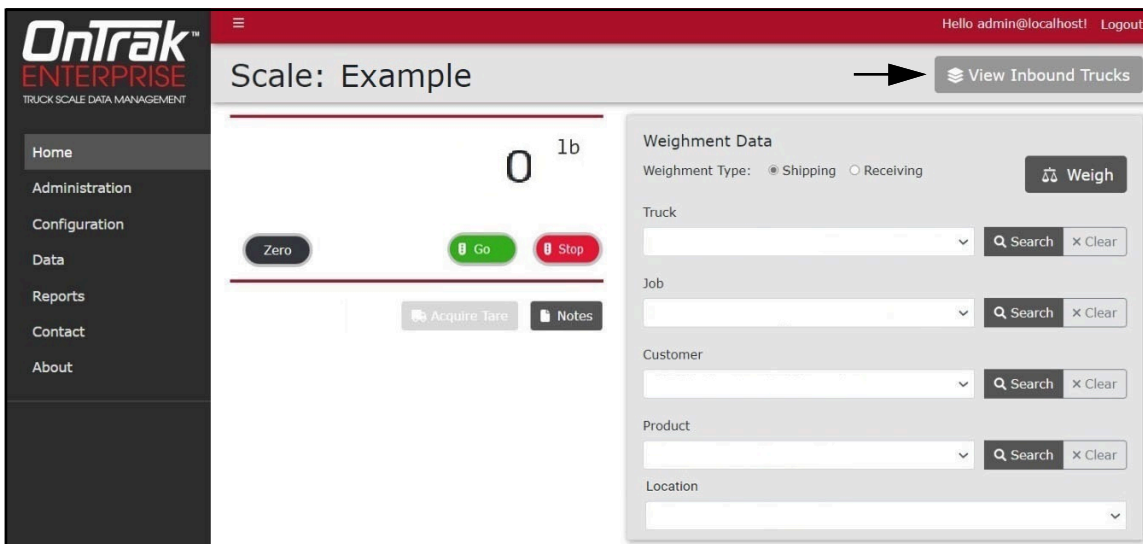 OnTrak™
ENTERPRISE
TRUCK SCALE DATA MANAGEMENT
Hello admin@localhost! Logout
Scale: Example
View Inbound Trucks
Home
Administration
Configuration
Data
Reports
Contact
About
0 lb
Zero Go Stop
Acquire Tare Notes
Weighment Data
Weighment Type: Shipping Receiving
Weigh
Truck
Search Clear
Job
Search Clear
Customer
Search Clear
Product
Search Clear
Location